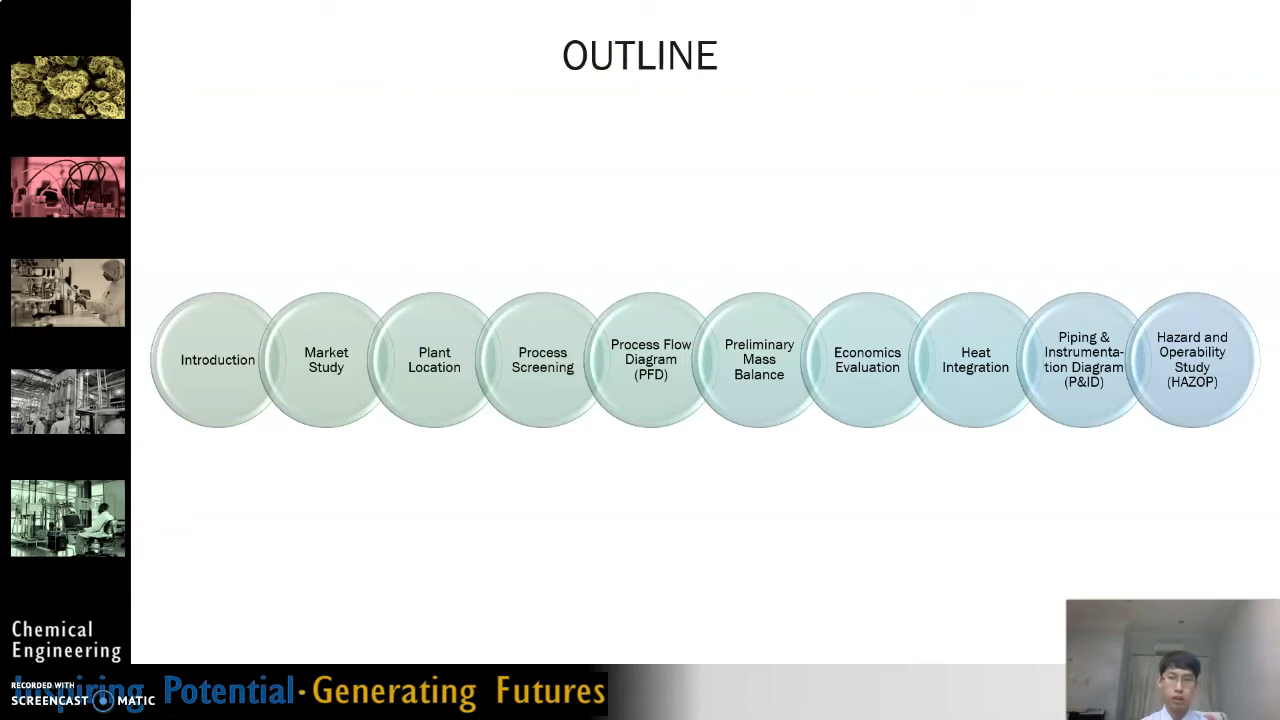 OUTLINE
Introduction
Market
Study
Plant
Location
Process
Screening
Process Flow
Diagram
(PFD)
Preliminary
Mass
Balance
Economics
Evaluation
Heat
Integration
Piping &
Instrumenta-
tion Diagram
(P&ID)
Hazard and
Operability
Study
(HAZOP)
Chemical
Engineering
Inspiring Potential · Generating Futures
RECORDED WITH
SCREENCAST MATIC